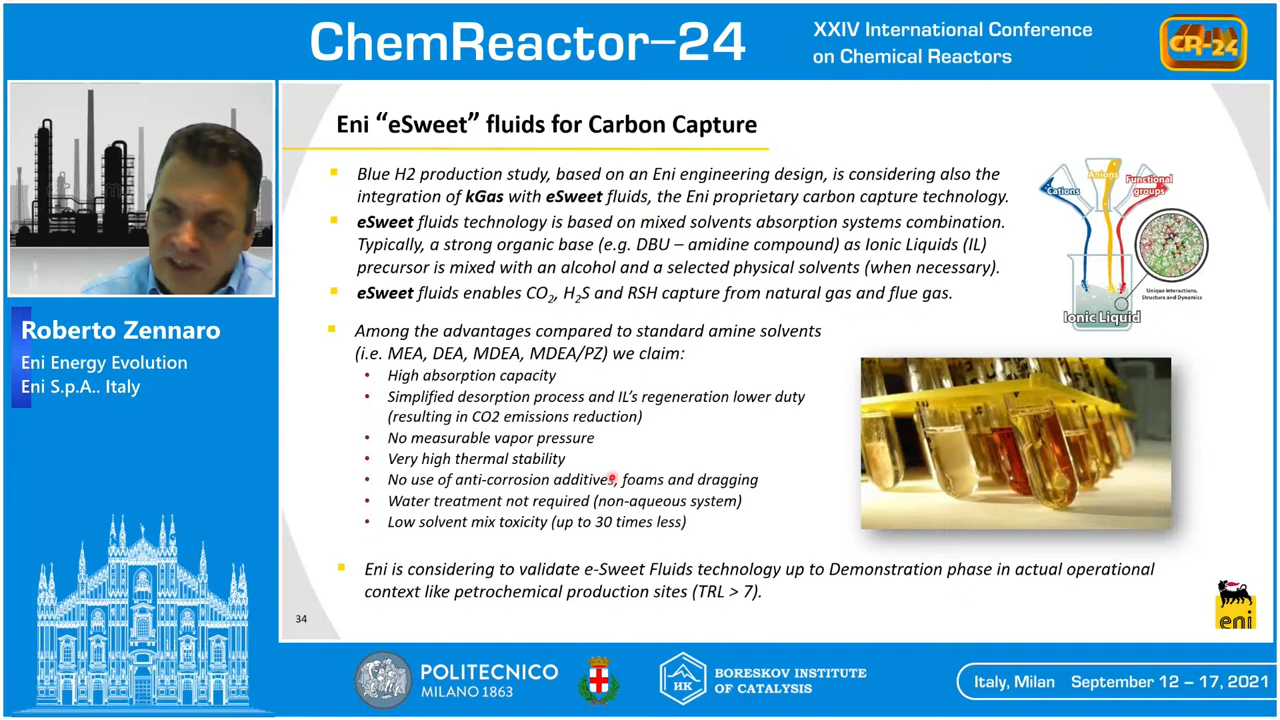 ChemReactor–24
XXIV International Conference
on Chemical Reactors
CR-24
Eni “eSweet” fluids for Carbon Capture
Blue H2 production study, based on an Eni engineering design, is considering also the
integration of kGas with eSweet fluids, the Eni proprietary carbon capture technology.
eSweet fluids technology is based on mixed solvents absorption systems combination.
Typically, a strong organic base (e.g. DBU – amidine compound) as Ionic Liquids (IL)
precursor is mixed with an alcohol and a selected physical solvents (when necessary).
eSweet fluids enables CO2, H2S and RSH capture from natural gas and flue gas.
Cations
Anions
Functional
groups
Unique Interactions,
Structure and Dynamics
Ionic Liquid
Roberto Zennaro
Eni Energy Evolution
Eni S.p.A.. Italy
Among the advantages compared to standard amine solvents
(i.e. MEA, DEA, MDEA, MDEA/PZ) we claim:
• High absorption capacity
• Simplified desorption process and IL’s regeneration lower duty
(resulting in CO2 emissions reduction)
• No measurable vapor pressure
• Very high thermal stability
• No use of anti-corrosion additives, foams and dragging
• Water treatment not required (non-aqueous system)
• Low solvent mix toxicity (up to 30 times less)
Eni is considering to validate e-Sweet Fluids technology up to Demonstration phase in actual operational
context like petrochemical production sites (TRL > 7).
34
eni
POLITECNICO
MILANO 1863
HK
BORESKOV INSTITUTE
OF CATALYSIS
Italy, Milan September 12 – 17, 2021